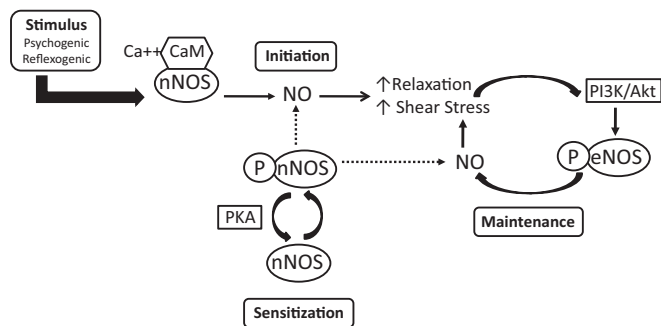 Stimulus
Psychogenic
Reflexogenic
Ca++
CaM
nNOS
Initiation
NO
↑Relaxation
↑ Shear Stress
PI3K/Akt
P
nNOS
NO
P
eNOS
PKA
nNOS
Maintenance
Sensitization